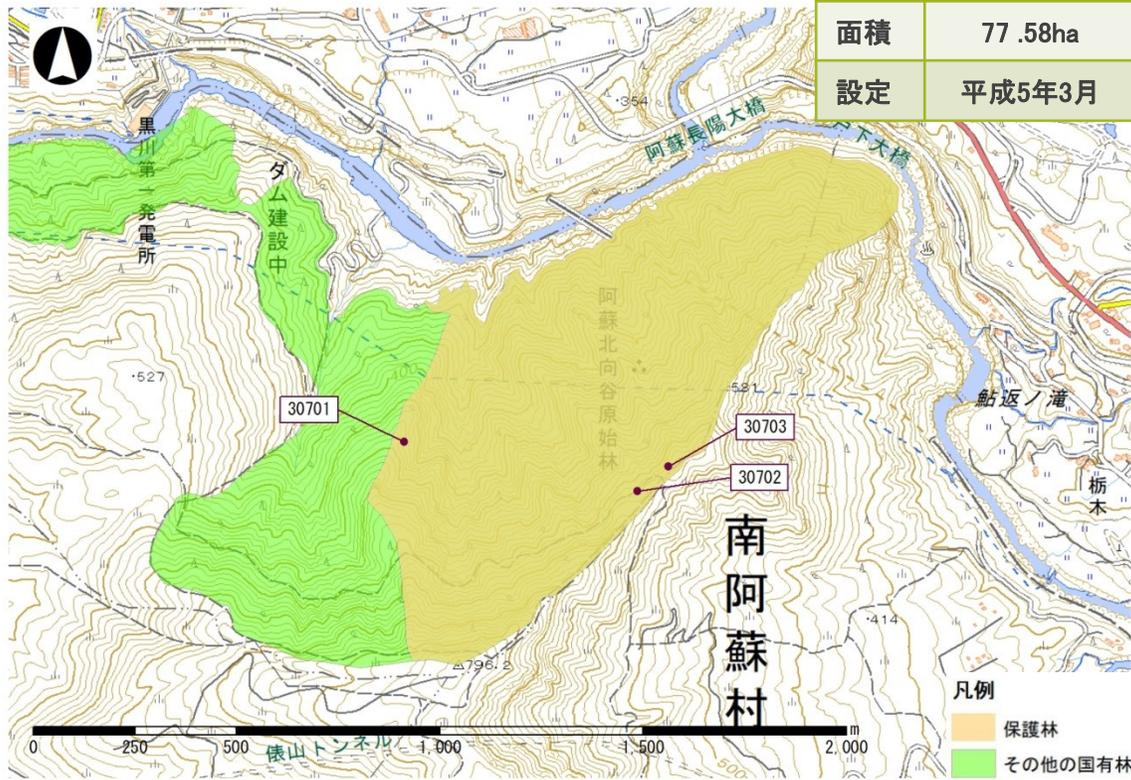 面積 77.58ha
設定 平成5年3月
・354
阿蘇長陽大橋
戸下大橋
黒川第一発電所
ダム建設中
阿蘇北向谷原始林
400
・527
581
30701
30703
30702
鮎返ノ滝
栃木
南阿蘇村
・414
796.2
500
俵山トンネル
0 250 500 1,000 1,500 2,000 m
凡例
保護林
その他の国有林